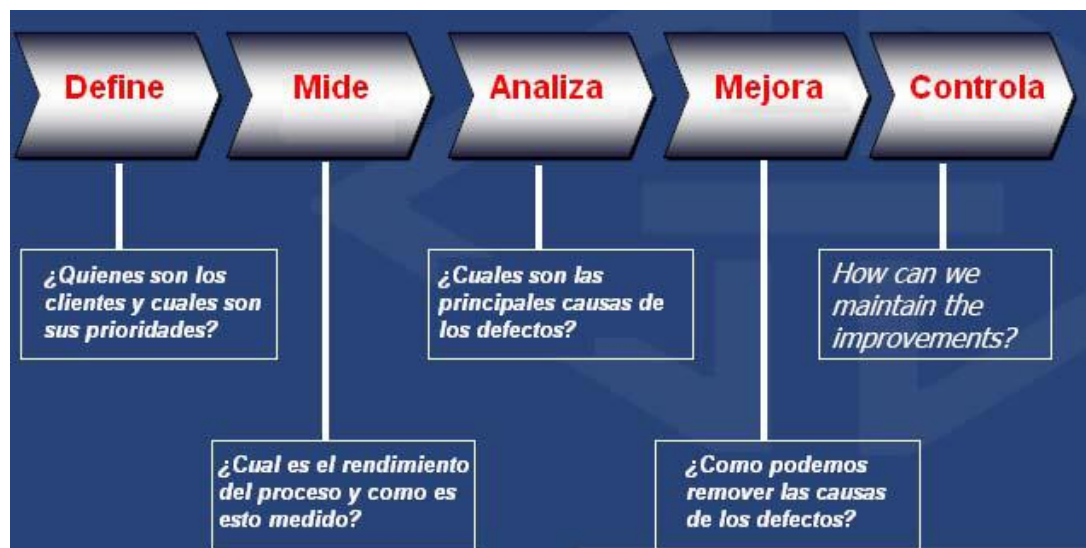 Define
Mide
Analiza
Mejora
Controla
¿Quienes son los
clientes y cuales son
sus prioridades?
¿Cual es el rendimiento
del proceso y como es
esto medido?
¿Cuales son las
principales causas de
los defectos?
¿Como podemos
remover las causas
de los defectos?
How can we
maintain the
improvements?